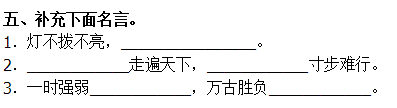 五、补充下面名言。
1．灯不拨不亮，________________。
2．____________走遍天下，____________寸步难行。
3．一时强弱____________，万古胜负____________。